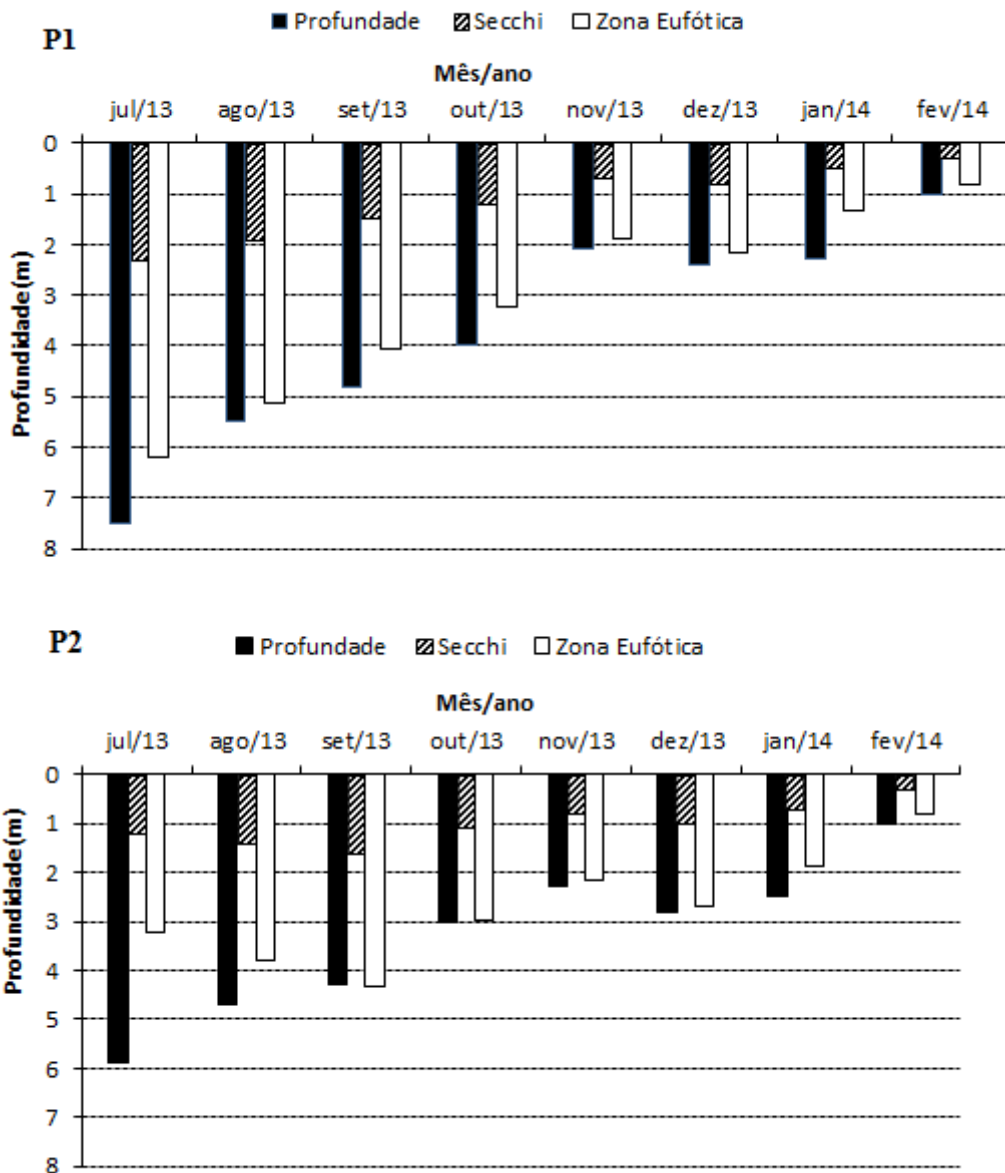 P1
Profundade Secchi Zona Eufótica
Mês/ano
jul/13 ago/13 set/13 out/13 nov/13 dez/13 jan/14 fev/14
Profundidade(m)
0
1
2
3
4
5
6
7
8
P2
Profundade Secchi Zona Eufótica
Mês/ano
jul/13 ago/13 set/13 out/13 nov/13 dez/13 jan/14 fev/14
Profundidade(m)
0
1
2
3
4
5
6
7
8